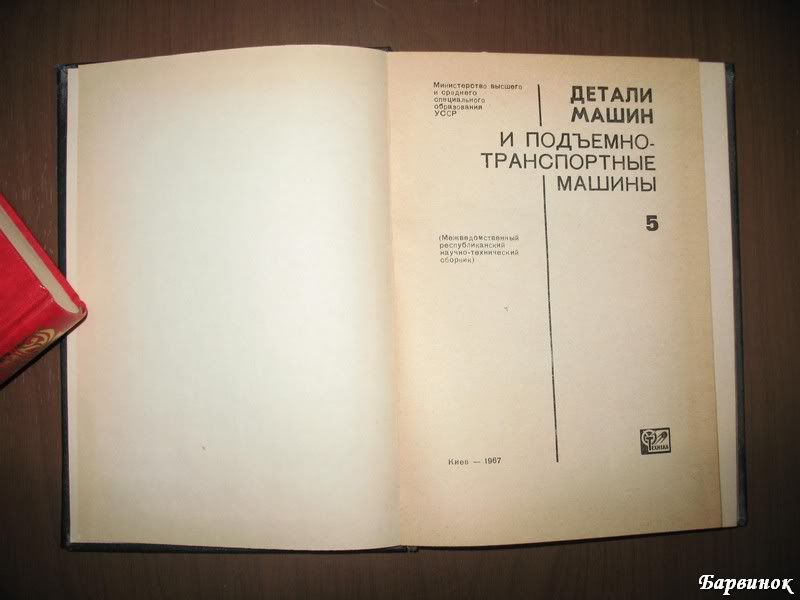 Министерство высшего
и среднего
специального
образования
УССР
ДЕТАЛИ
МАШИН
И ПОДЪЕМНО-
ТРАНСПОРТНЫЕ
МАШИНЫ
5
(Межведомственный
республиканский
научно-технический
сборник)
ТЕХНІКА
Киев — 1967
Барвинок